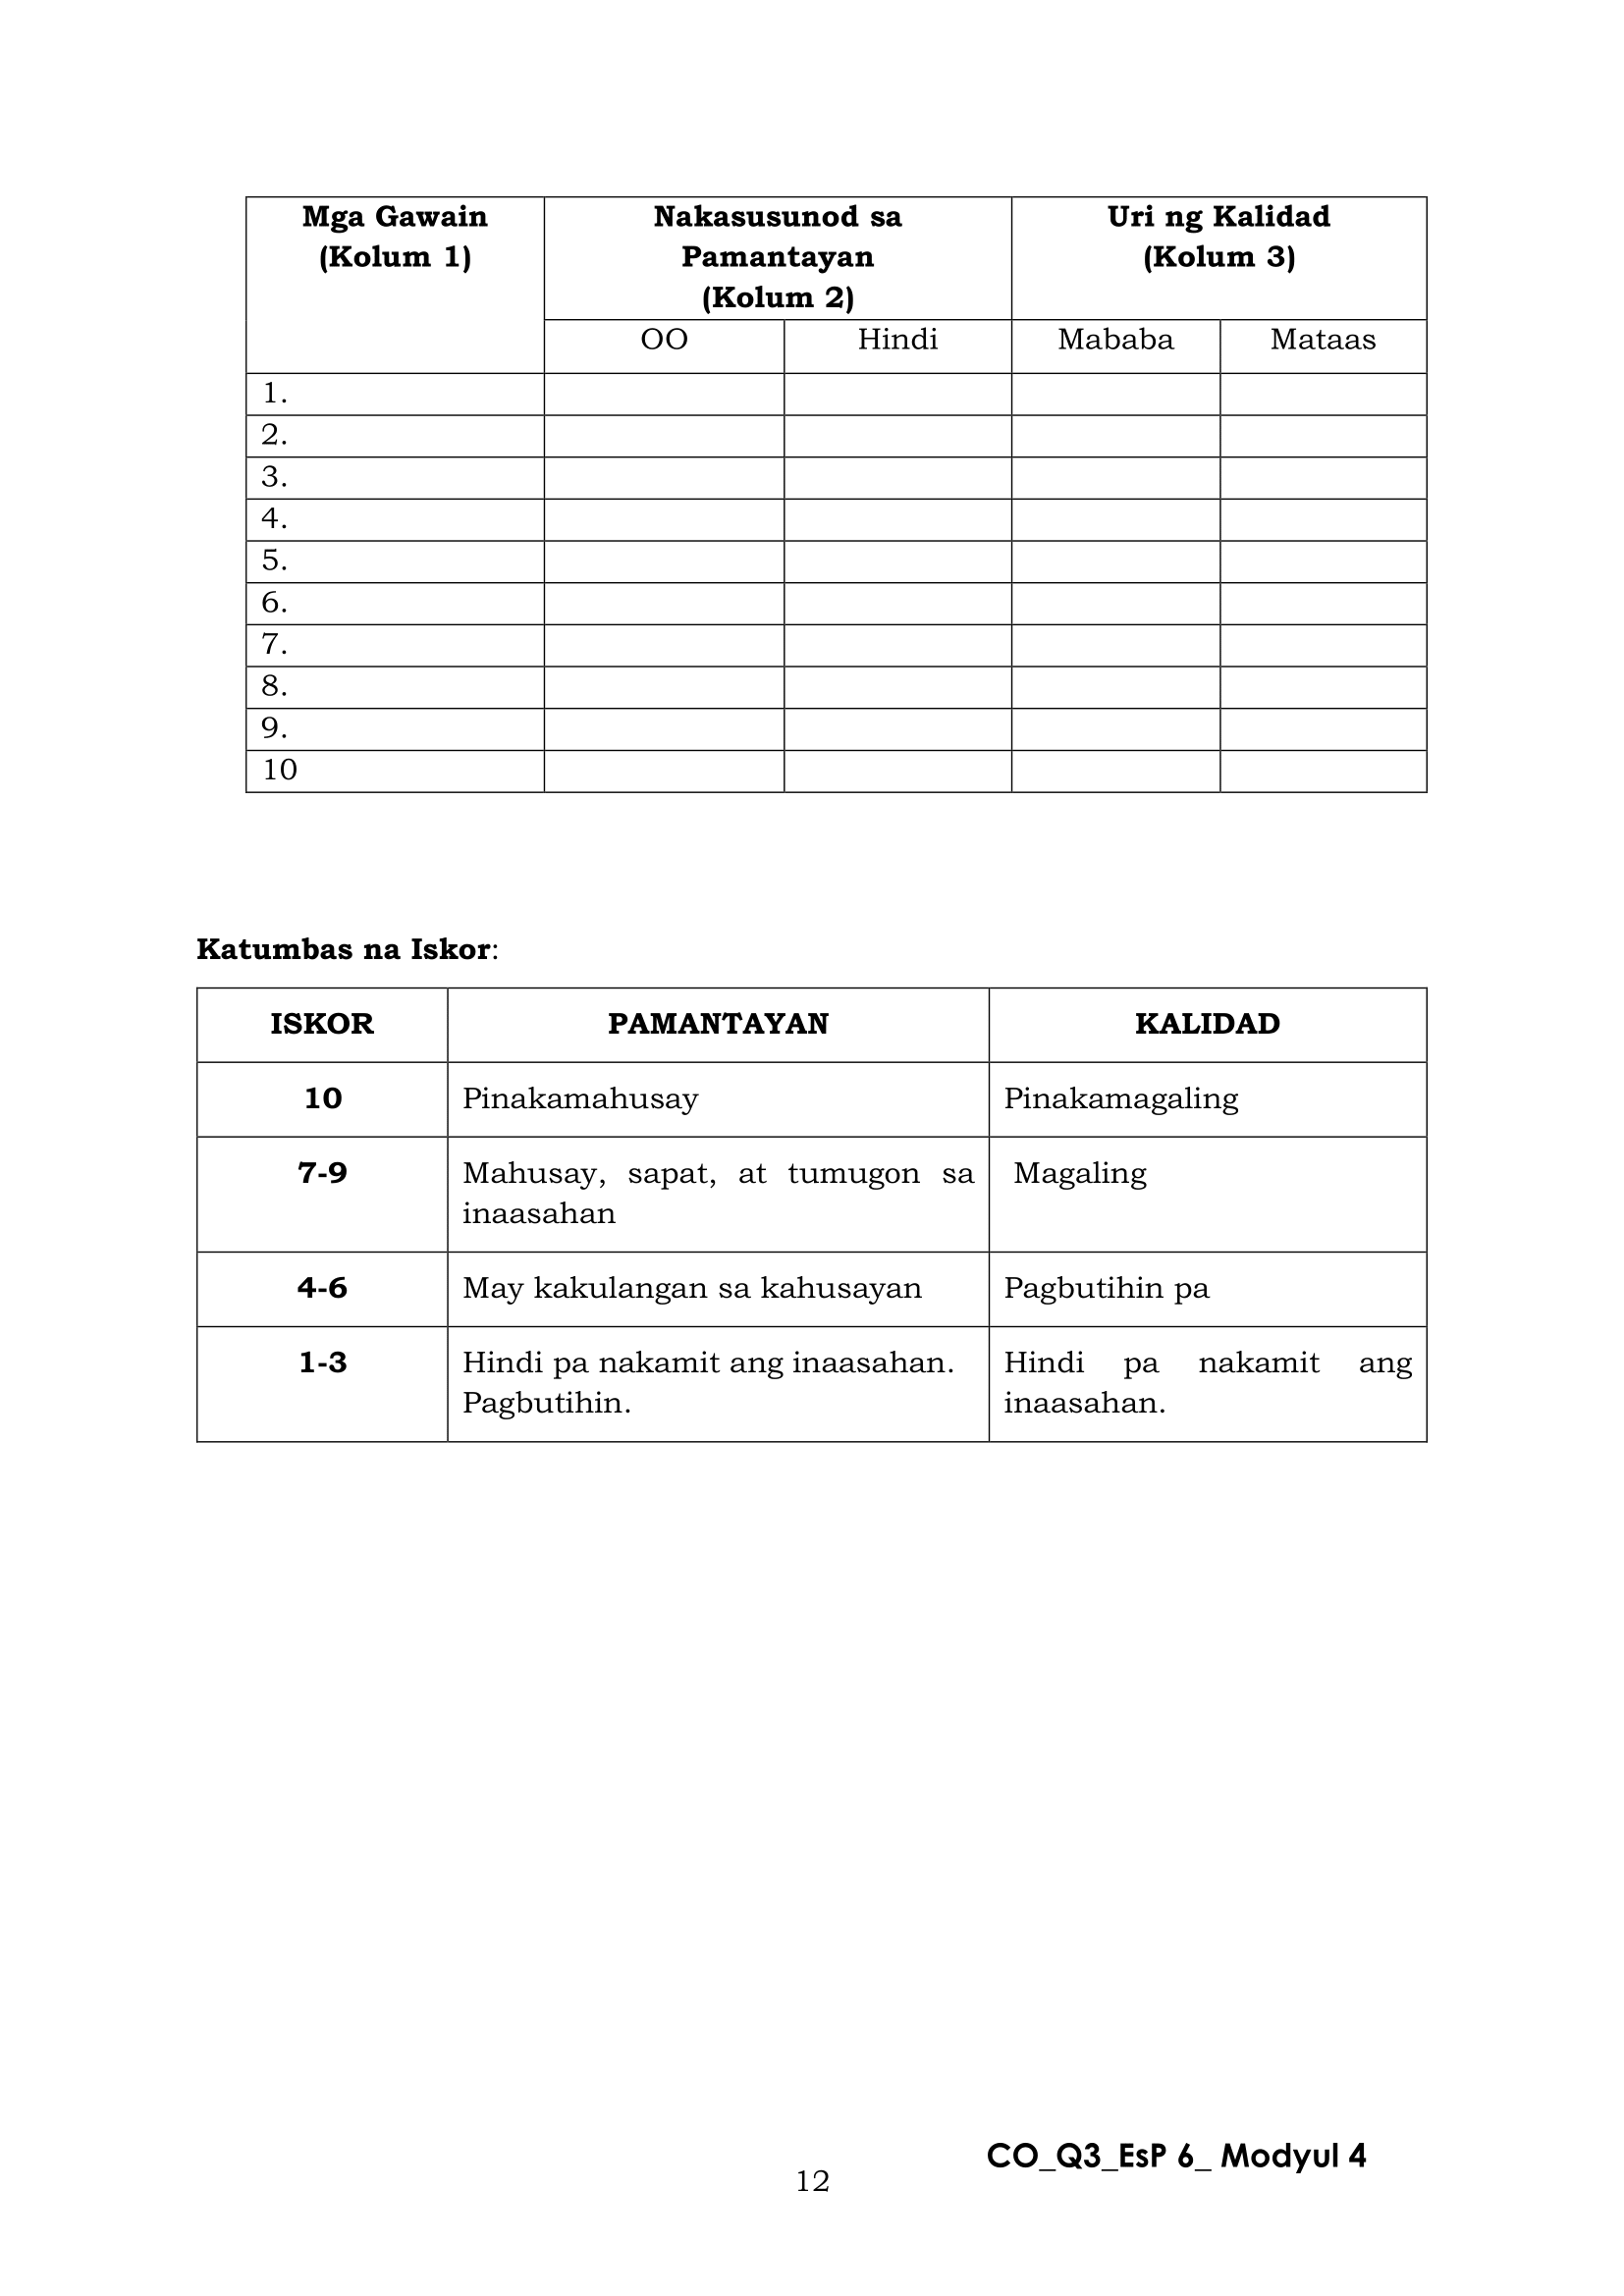 Mga Gawain
(Kolum 1)
Nakasusunod sa
Pamantayan
(Kolum 2)
Uri ng Kalidad
(Kolum 3)
OO Hindi Mababa Mataas
1.
2.
3.
4.
5.
6.
7.
8.
9.
10
Katumbas na Iskor:
ISKOR PAMANTAYAN KALIDAD
10 Pinakamahusay Pinakamagaling
7-9 Mahusay, sapat, at tumugon sa Magaling
inaasahan
4-6 May kakulangan sa kahusayan Pagbutihin pa
1-3 Hindi pa nakamit ang inaasahan. Hindi pa nakamit ang
Pagbutihin. inaasahan.
CO_Q3_EsP 6_ Modyul 4
12